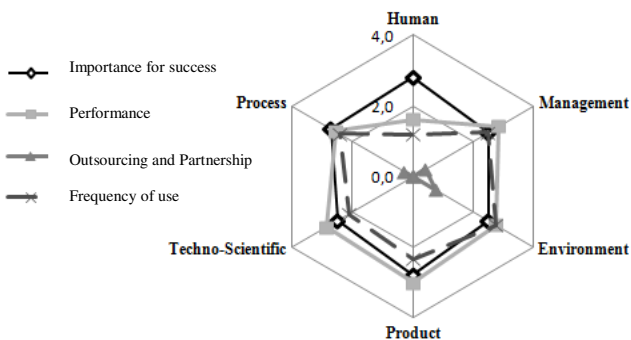 Human
4,0
Importance for success
Process
2,0
Management
Performance
Outsourcing and Partnership
0,0
Frequency of use
Techno-Scientific
Environment
Product